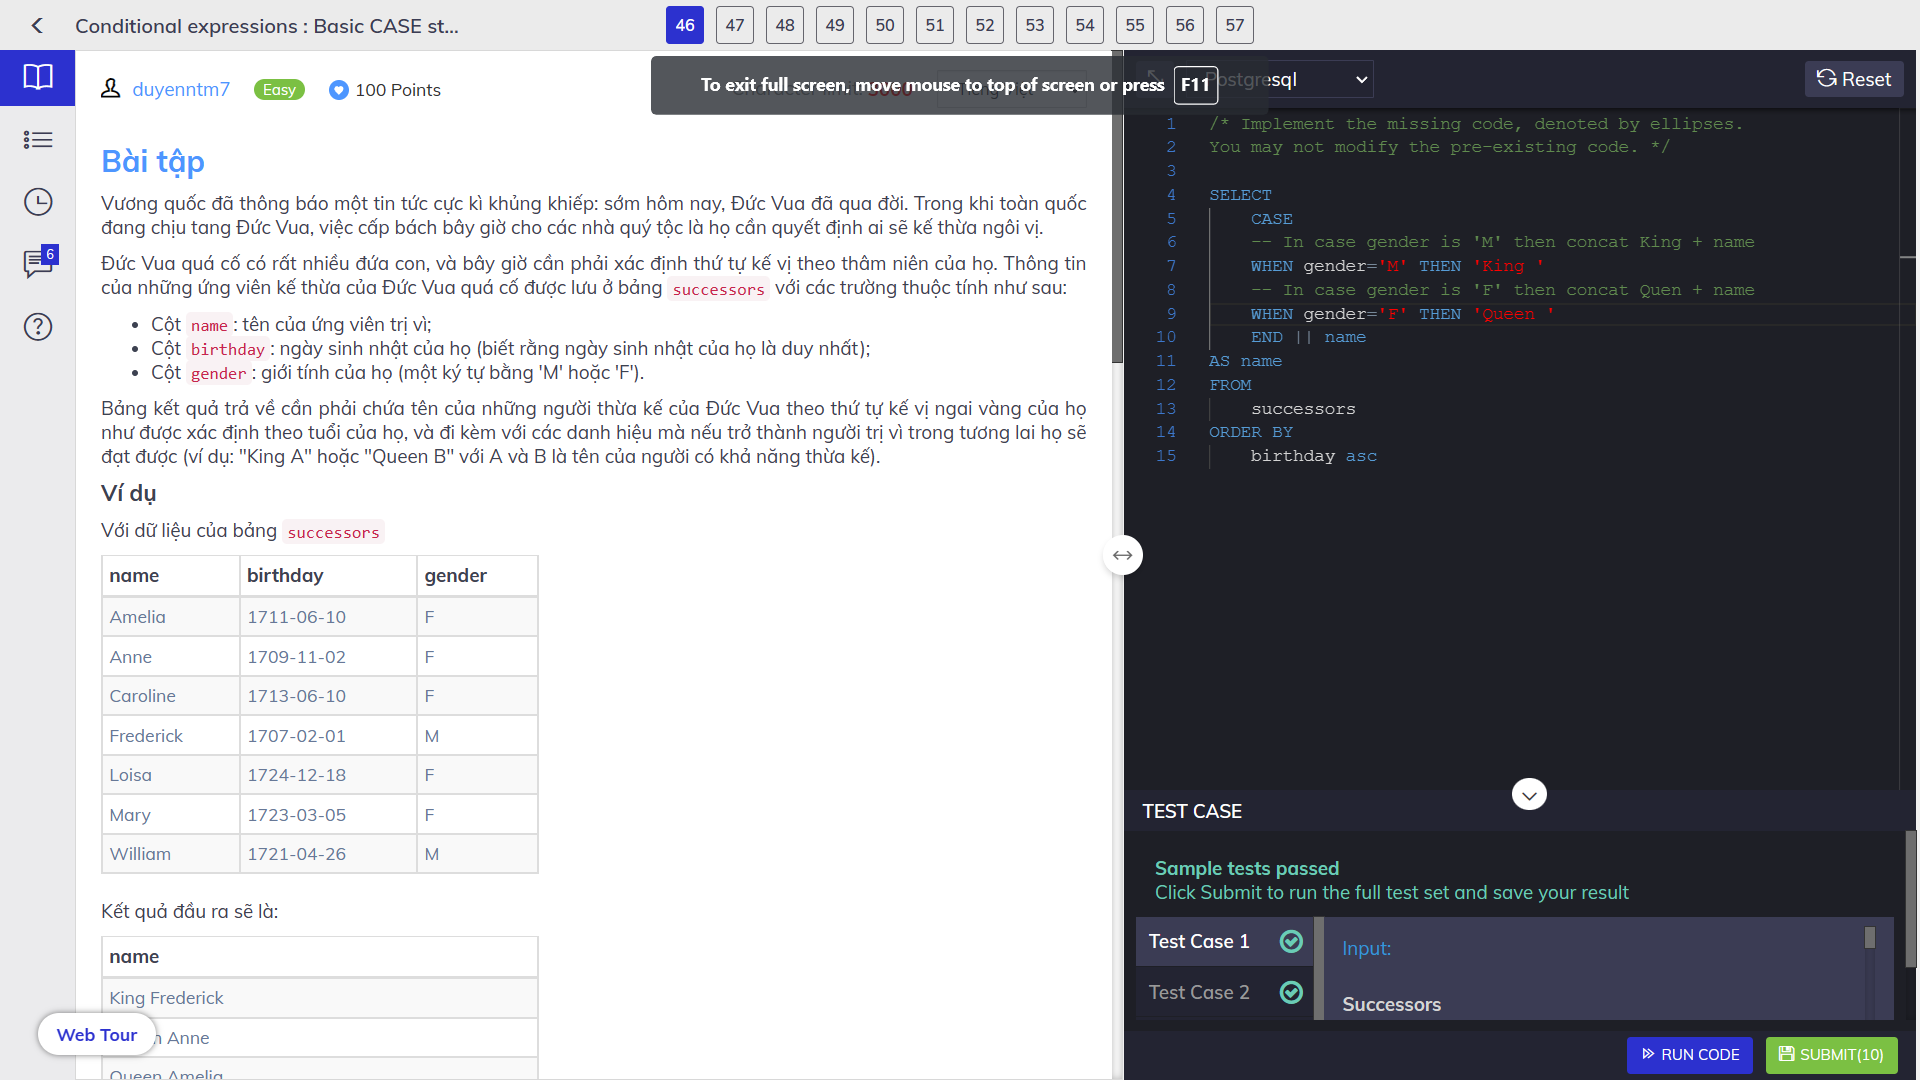 Conditional expressions : Basic CASE st...
46 47 48 49 50 51 52 53 54 55 56 57
duyenntm7 Easy 100 Points
To exit full screen, move mouse to top of screen or press F11
Postgresql
Reset
6
Bài tập
Vương quốc đã thông báo một tin tức cực kì khủng khiếp: sớm hôm nay, Đức Vua đã qua đời. Trong khi toàn quốc
đang chịu tang Đức Vua, việc cấp bách bây giờ cho các nhà quý tộc là họ cần quyết định ai sẽ kế thừa ngôi vị.
Đức Vua quá cố có rất nhiều đứa con, và bây giờ cần phải xác định thứ tự kế vị theo thâm niên của họ. Thông tin
của những ứng viên kế thừa của Đức Vua quá cố được lưu ở bảng successors với các trường thuộc tính như sau:
• Cột name : tên của ứng viên trị vì;
• Cột birthday : ngày sinh nhật của họ (biết rằng ngày sinh nhật của họ là duy nhất);
• Cột gender : giới tính của họ (một ký tự bằng 'M' hoặc 'F').
Bảng kết quả trả về cần phải chứa tên của những người thừa kế của Đức Vua theo thứ tự kế vị ngai vàng của họ
như được xác định theo tuổi của họ, và đi kèm với các danh hiệu mà nếu trở thành người trị vì trong tương lai họ sẽ
đạt được (ví dụ: "King A" hoặc "Queen B" với A và B là tên của người có khả năng thừa kế).
Ví dụ
Với dữ liệu của bảng successors
name birthday gender
Amelia 1711-06-10 F
Anne 1709-11-02 F
Caroline 1713-06-10 F
Frederick 1707-02-01 M
Loisa 1724-12-18 F
Mary 1723-03-05 F
William 1721-04-26 M
Kết quả đầu ra sẽ là:
name
King Frederick
n Anne
Queen Amelia
Web Tour
1 /* Implement the missing code, denoted by ellipses.
2 You may not modify the pre-existing code. */
3
4 SELECT
5 CASE
6 -- In case gender is 'M' then concat King + name
7 WHEN gender='M' THEN 'King '
8 -- In case gender is 'F' then concat Quen + name
9 WHEN gender='F' THEN 'Queen '
10 END || name
11 AS name
12 FROM
13 successors
14 ORDER BY
15 birthday asc
TEST CASE
Sample tests passed
Click Submit to run the full test set and save your result
Test Case 1
Test Case 2
Input:
Successors
RUN CODE
SUBMIT(10)